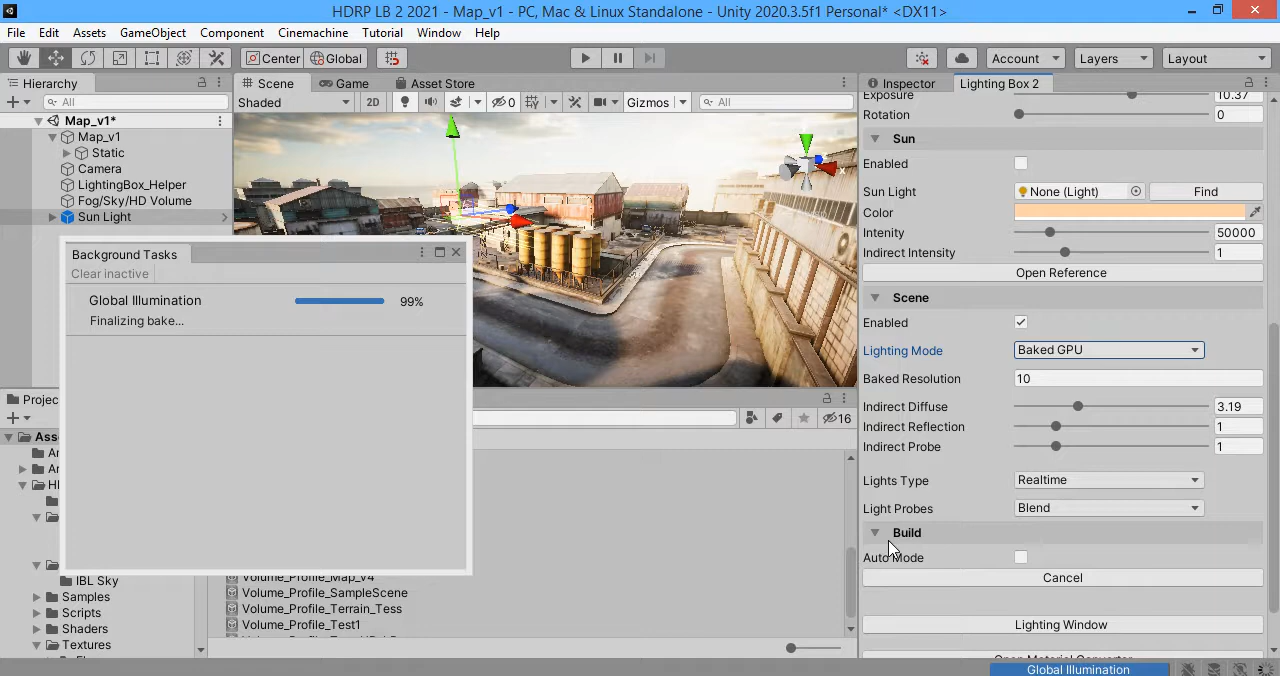 HDRP LB 2 2021 - Map_v1 - PC, Mac & Linux Standalone - Unity 2020.3.5f1 Personal* <DX11>
File Edit Assets GameObject Component Cinemachine Tutorial Window Help
Center Global Account Layers Layout
Hierarchy Scene Game Asset Store Inspector Lighting Box 2
All Shaded 2D 0 Gizmos All
Exposure 10.37
Rotation 0
Map_v1*
Map_v1
Static
Camera
LightingBox_Helper
Fog/Sky/HD Volume
Sun Light
x
Sun
Enabled
Sun Light None (Light) Find
Color
Intenity 50000
Indirect Intensity 1
Open Reference
Scene
Enabled
Lighting Mode Baked GPU
Baked Resolution 10
Indirect Diffuse 3.19
Indirect Reflection 1
Indirect Probe 1
Lights Type Realtime
Light Probes Blend
Build
Auto Mode
Cancel
Lighting Window
Open Material Converter
Background Tasks
Clear inactive
Global Illumination 99%
Finalizing bake...
Projec
16
Ass
IBL Sky
Samples
Scripts
Shaders
Textures
Volume_Profile_Map_v4
Volume_Profile_SampleScene
Volume_Profile_Terrain_Tess
Volume_Profile_Test1
Global Illumination